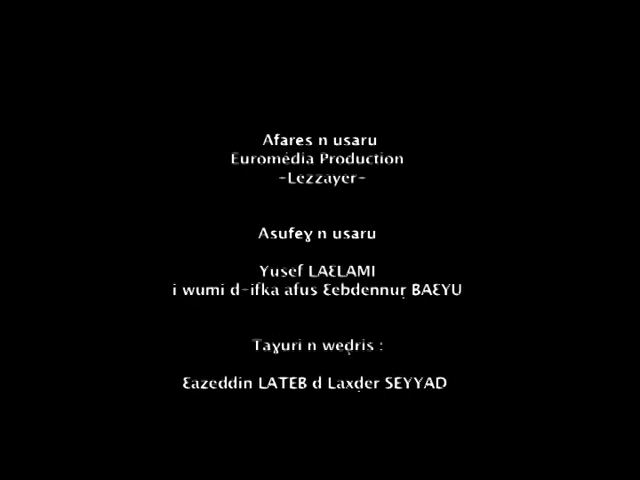 Afares n usaru
Euromédia Production
-Lezzayer-
Asufeɣ n usaru
Yusef LAƐLAMI
i wumi d-ifka afus Ɛebdennuṛ BAƐYU
Taɣuri n weḍris :
Ɛazeddin LATEB d Laxḍer SEYYAD